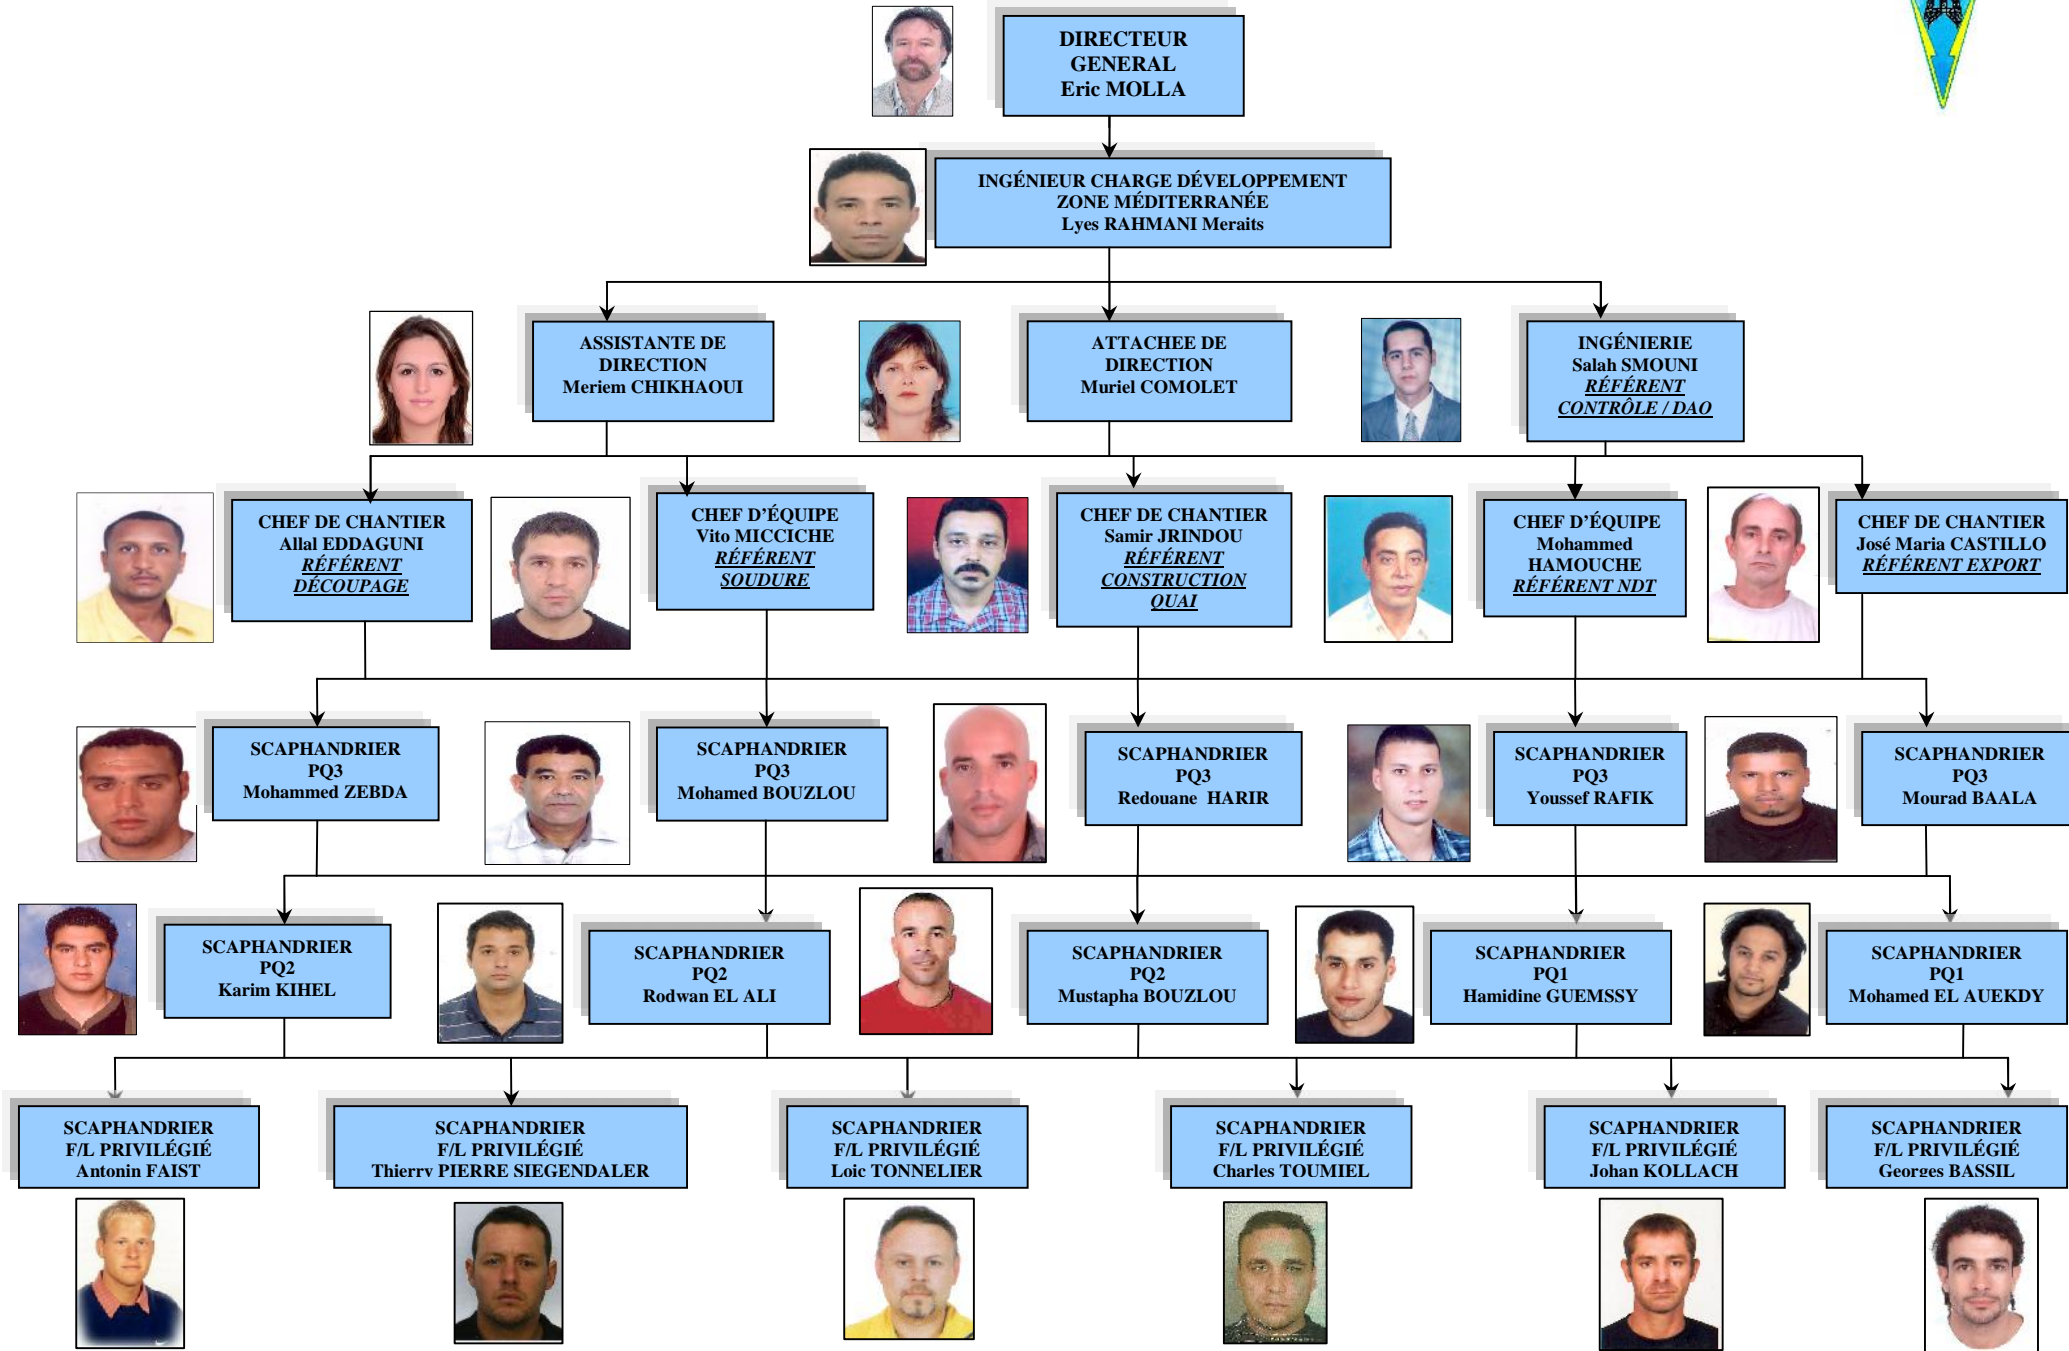 DIRECTEUR
GENERAL
Eric MOLLA
INGÉNIEUR CHARGE DÉVELOPPEMENT
ZONE MÉDITERRANÉE
Lyes RAHMANI Meraits
ASSISTANTE DE
DIRECTION
Meriem CHIKHAOUI
ATTACHEE DE
DIRECTION
Muriel COMOLET
INGÉNIERIE
Salah SMOUNI
RÉFÉRENT
CONTRÔLE / DAO
CHEF DE CHANTIER
Allal EDDAGUNI
RÉFÉRENT
DÉCOUPAGE
CHEF D'ÉQUIPE
Vito MICCICHE
RÉFÉRENT
SOUDURE
CHEF DE CHANTIER
Samir JRINDOU
RÉFÉRENT
CONSTRUCTION
QUAI
CHEF D'ÉQUIPE
Mohammed
HAMOUCHE
RÉFÉRENT NDT
CHEF DE CHANTIER
José Maria CASTILLO
RÉFÉRENT EXPORT
SCAPHANDRIER
PQ3
Mohammed ZEBDA
SCAPHANDRIER
PQ3
Mohamed BOUZLOU
SCAPHANDRIER
PQ3
Redouane HARIR
SCAPHANDRIER
PQ3
Youssef RAFIK
SCAPHANDRIER
PQ3
Mourad BAALA
SCAPHANDRIER
PQ2
Karim KIHEL
SCAPHANDRIER
PQ2
Rodwan EL ALI
SCAPHANDRIER
PQ2
Mustapha BOUZLOU
SCAPHANDRIER
PQ1
Hamidine GUEMSSY
SCAPHANDRIER
PQ1
Mohamed EL AUEKDY
SCAPHANDRIER
F/L PRIVILÉGIÉ
Antonin FAIST
SCAPHANDRIER
F/L PRIVILÉGIÉ
Thierry PIERRE SIEGENDALER
SCAPHANDRIER
F/L PRIVILÉGIÉ
Loic TONNELIER
SCAPHANDRIER
F/L PRIVILÉGIÉ
Charles TOUMIEL
SCAPHANDRIER
F/L PRIVILÉGIÉ
Johan KOLLACH
SCAPHANDRIER
F/L PRIVILÉGIÉ
Georges BASSIL